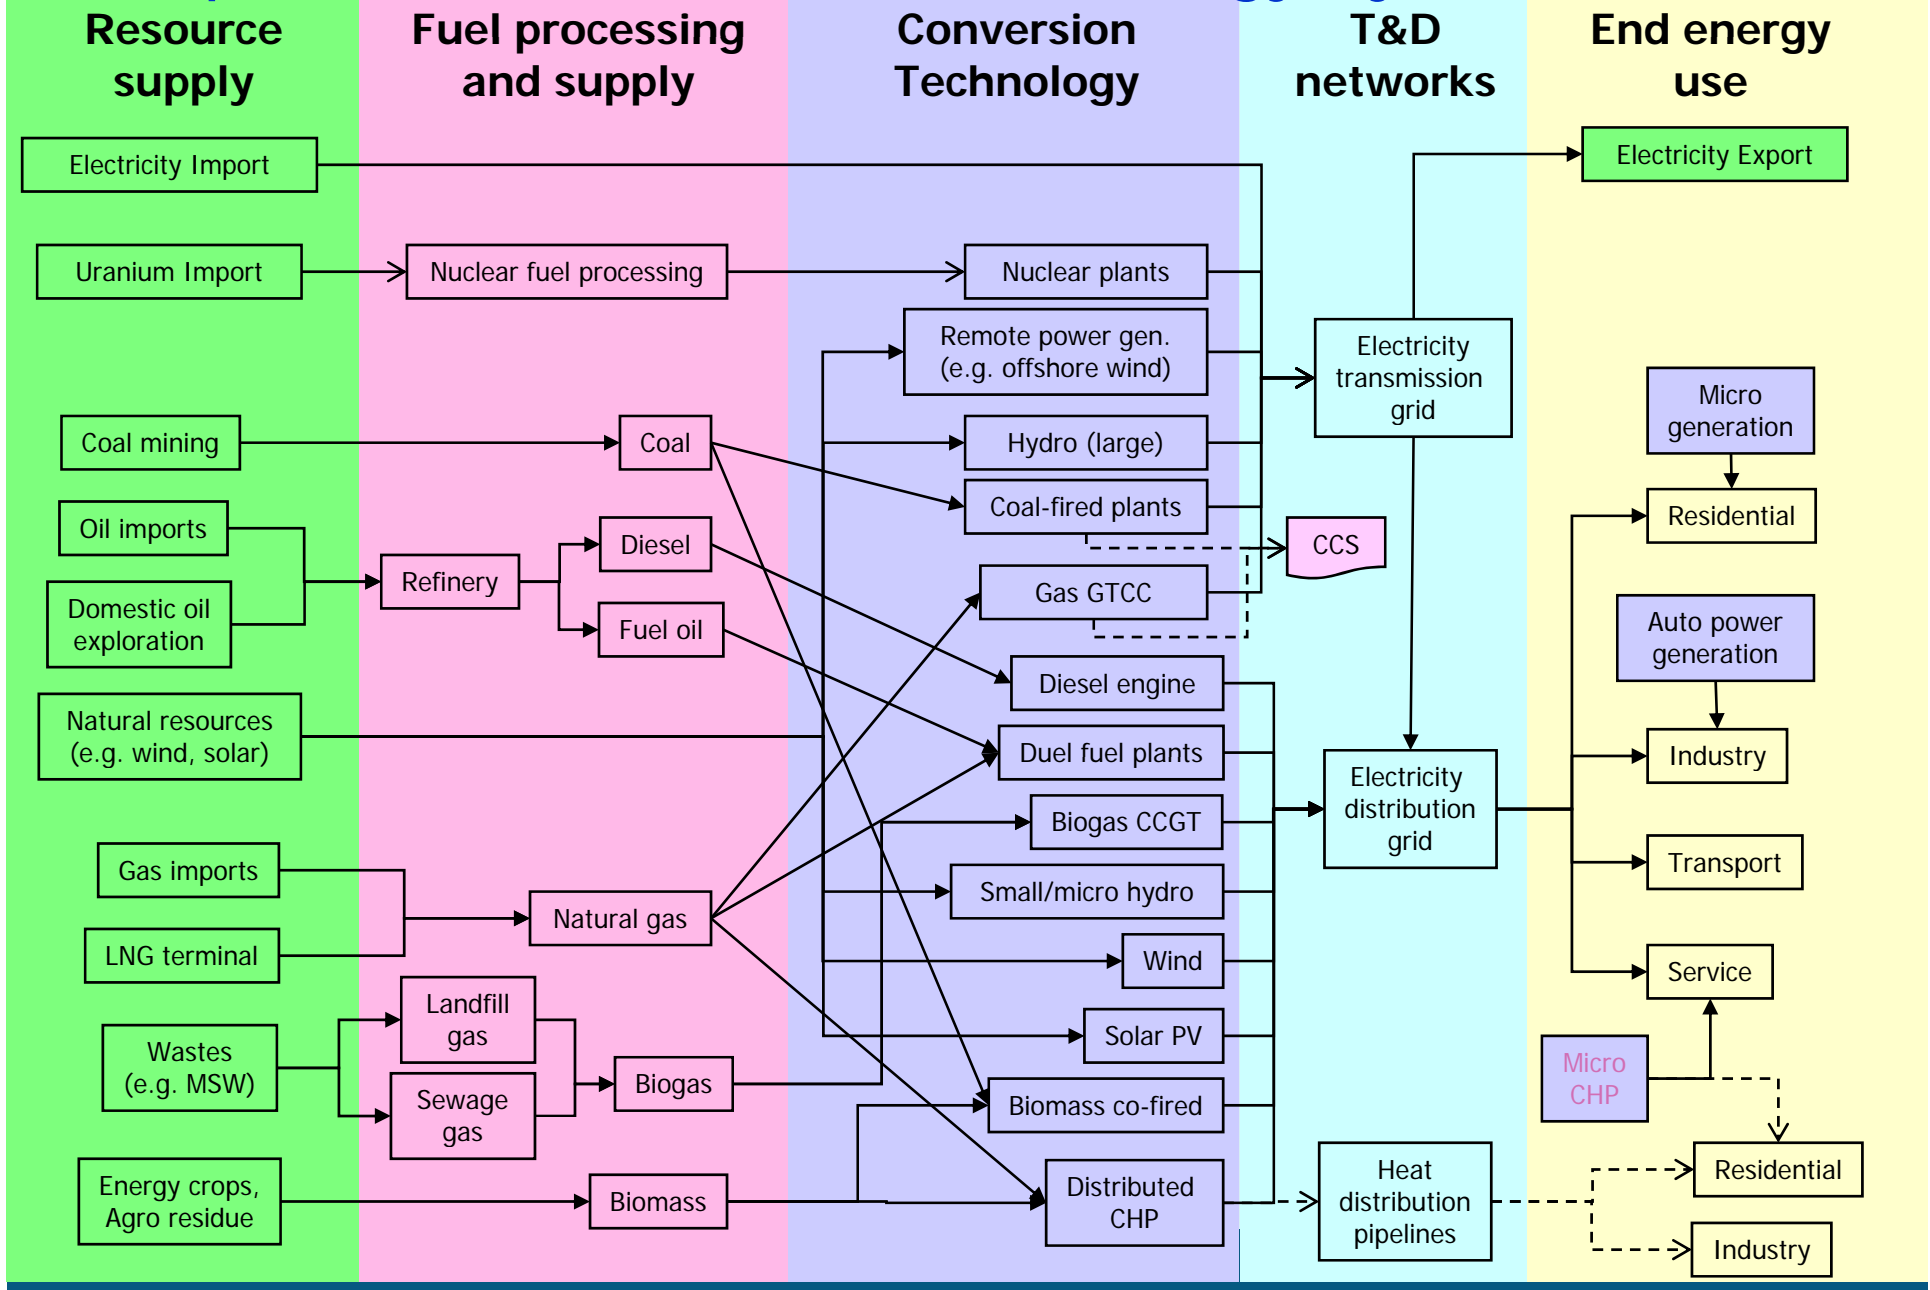 Resource
supply
Fuel processing
and supply
Conversion
Technology
T&D
networks
End energy
use
Electricity Import
Electricity Export
Uranium Import
Nuclear fuel processing
Nuclear plants
Remote power gen.
(e.g. offshore wind)
Electricity
transmission
grid
Micro
generation
Coal mining
Coal
Hydro (large)
Coal-fired plants
Residential
Oil imports
Diesel
CCS
Refinery
Gas GTCC
Domestic oil
exploration
Fuel oil
Auto power
generation
Diesel engine
Natural resources
(e.g. wind, solar)
Duel fuel plants
Industry
Electricity
distribution
grid
Biogas CCGT
Gas imports
Transport
Small/micro hydro
Natural gas
LNG terminal
Wind
Service
Landfill
gas
Solar PV
Wastes
(e.g. MSW)
Biogas
Micro
CHP
Sewage
gas
Biomass co-fired
Energy crops,
Agro residue
Biomass
Distributed
CHP
Heat
distribution
pipelines
Residential
Industry